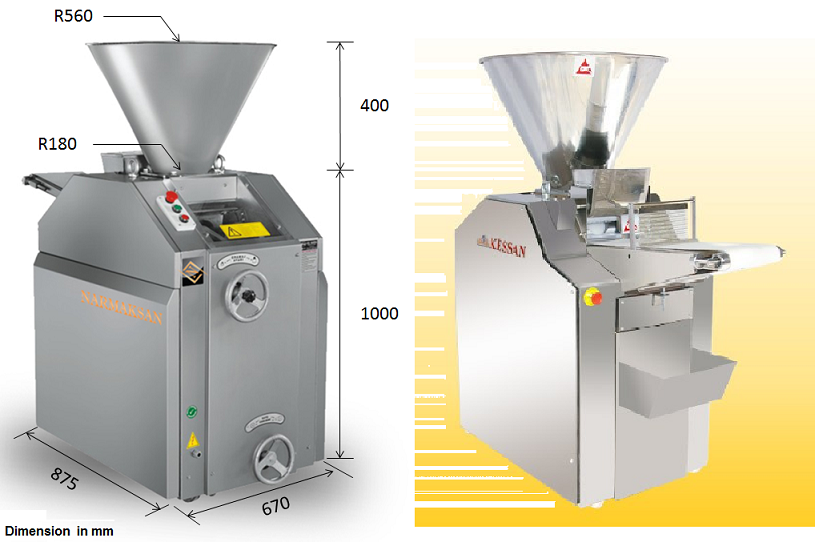 R560
400
R180
NARMAKSAN
KESSAN
1000
875
670
Dimension in mm